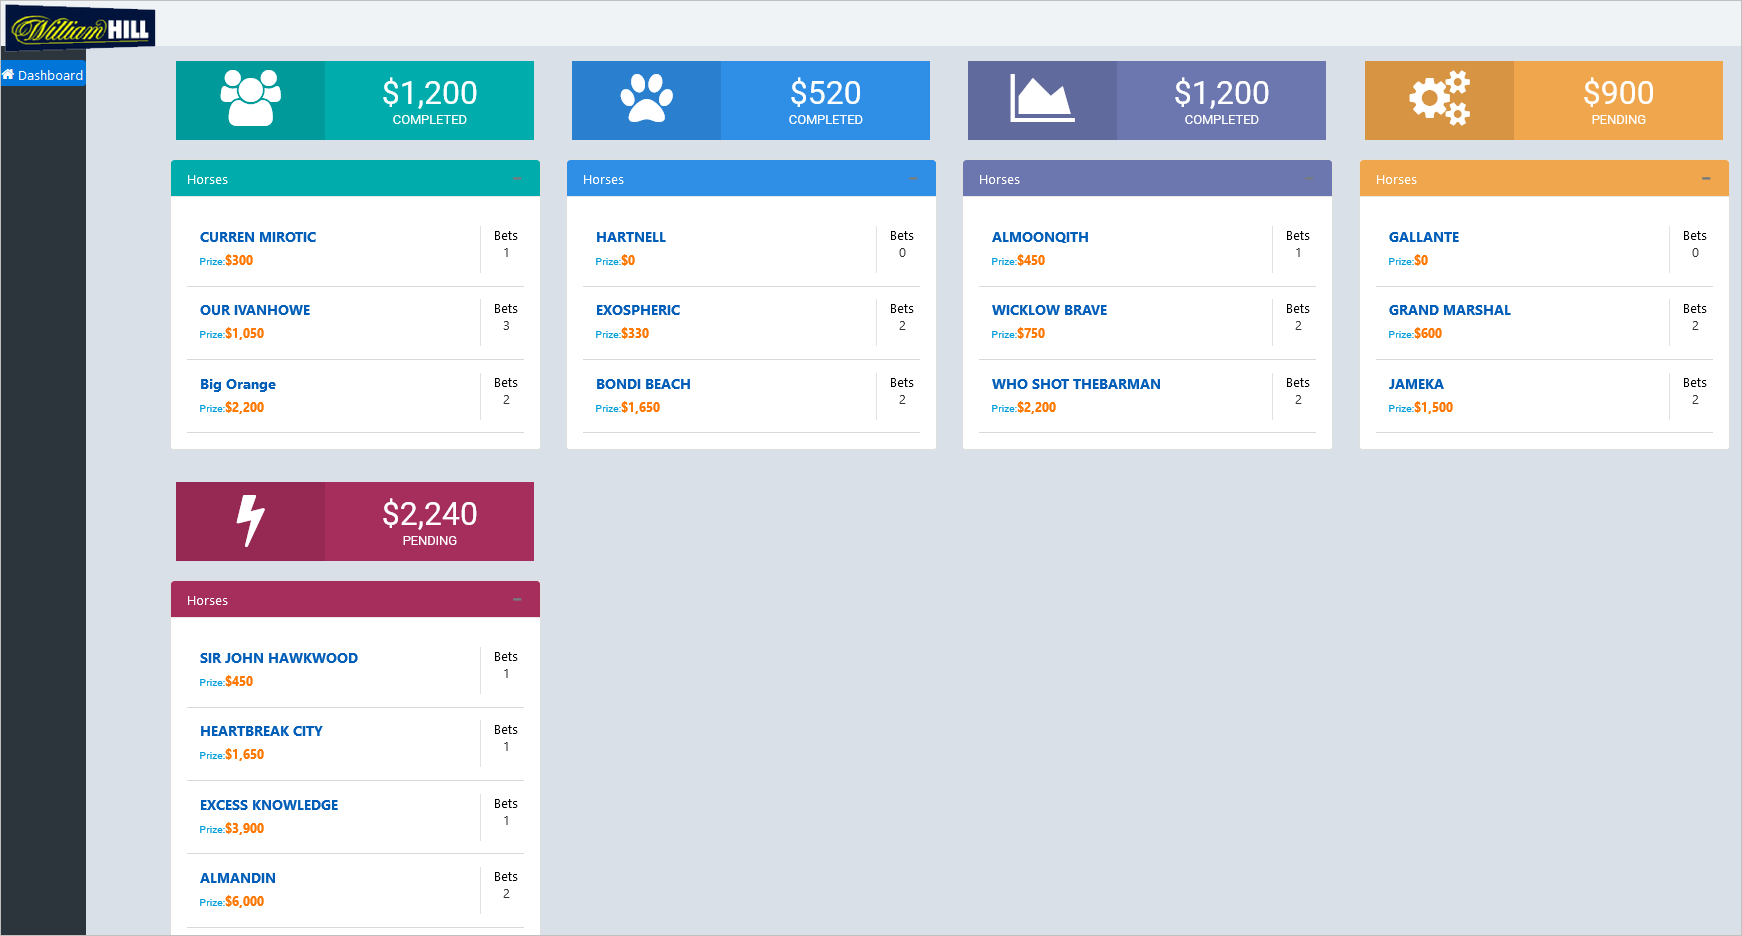 William HILL
Dashboard
$1,200
COMPLETED
$520
COMPLETED
$1,200
COMPLETED
$900
PENDING
Horses
CURREN MIROTIC
Prize:$300
Bets
1
OUR IVANHOWE
Prize:$1,050
Bets
3
Big Orange
Prize:$2,200
Bets
2
Horses
HARTNELL
Prize:$0
Bets
0
EXOSPHERIC
Prize:$330
Bets
2
BONDI BEACH
Prize:$1,650
Bets
2
Horses
ALMOONQITH
Prize:$450
Bets
1
WICKLOW BRAVE
Prize:$750
Bets
2
WHO SHOT THEBARMAN
Prize:$2,200
Bets
2
Horses
GALLANTE
Prize:$0
Bets
0
GRAND MARSHAL
Prize:$600
Bets
2
JAMEKA
Prize:$1,500
Bets
2
$2,240
PENDING
Horses
SIR JOHN HAWKWOOD
Prize:$450
Bets
1
HEARTBREAK CITY
Prize:$1,650
Bets
1
EXCESS KNOWLEDGE
Prize:$3,900
Bets
1
ALMANDIN
Prize:$6,000
Bets
2